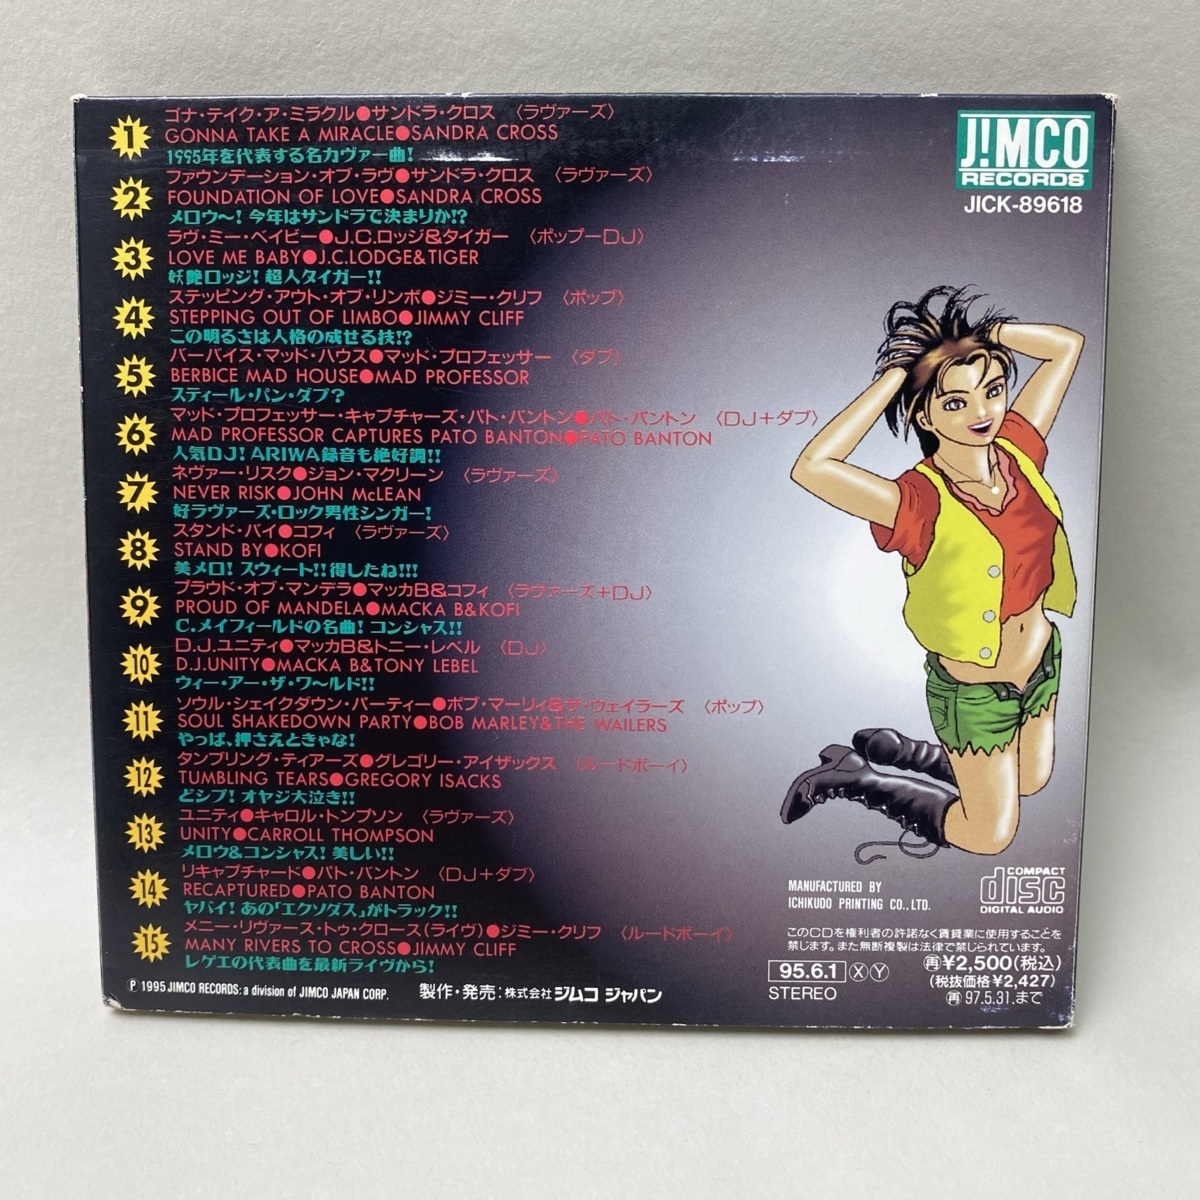 1
ゴナ・テイク・ア・ミラクル●サンドラ・クロス 〈ラヴァーズ〉
GONNA TAKE A MIRACLE●SANDRA CROSS
1995年を代表する名カヴァー曲!
2
ファウンデーション・オブ・ラヴ●サンドラ・クロス 〈ラヴァーズ〉
FOUNDATION OF LOVE●SANDRA CROSS
メロウ〜! 今年はサンドラで決まりか!?
3
ラヴ・ミー・ベイビー●J.C.ロッジ&タイガー 〈ポップーDJ〉
LOVE ME BABY●J.C.LODGE&TIGER
妖艶ロッジ! 超人タイガー!!
4
ステッピング・アウト・オブ・リンボ●ジミー・クリフ 〈ポップ〉
STEPPING OUT OF LIMBO●JIMMY CLIFF
この明るさは人格の成せる技!?
5
バーバイス・マッド・ハウス●マッド・プロフェッサー 〈ダブ〉
BERBICE MAD HOUSE●MAD PROFESSOR
スティール・パン・ダブ?
6
マッド・プロフェッサー・キャプチャーズ・パト・バントン●パト・バントン 〈DJ+ダブ〉
MAD PROFESSOR CAPTURES PATO BANTON●PATO BANTON
人気DJ! ARIWA録音も絶好調!!
7
ネヴァー・リスク●ジョン・マクリーン 〈ラヴァーズ〉
NEVER RISK●JOHN McLEAN
好ラヴァーズ・ロック男性シンガー!
8
スタンド・バイ●コフィ 〈ラヴァーズ〉
STAND BY●KOFI
美メロ! スウィート!! 得したね!!!
9
プラウド・オブ・マンデラ●マッカB&コフィ 〈ラヴァーズ+DJ〉
PROUD OF MANDELA●MACKA B&KOFI
C.メイフィールドの名曲! コンシャス!!
10
D.J.ユニティ●マッカB&トニー・レベル 〈DJ〉
D.J.UNITY●MACKA B&TONY LEBEL
ウィー・アー・ザ・ワ〜ルド!!
11
ソウル・シェイクダウン・パーティー●ボブ・マーリィ&ザ・ヴェイラーズ 〈ポップ〉
SOUL SHAKEDOWN PARTY●BOB MARLEY&THE WAILERS
やっぱ、押さえときゃな!
12
タンブリング・ティアーズ●グレゴリー・アイザックス 〈ルードボーイ〉
TUMBLING TEARS●GREGORY ISACKS
どシブ! オヤジ大泣き!!
13
ユニティ●キャロル・トンプソン 〈ラヴァーズ〉
UNITY●CARROLL THOMPSON
メロウ&コンシャス! 美しい!!
14
リキャプチャード●パト・バントン 〈DJ+ダブ〉
RECAPTURED●PATO BANTON
ヤバイ! あの「エクソダス」がトラック!!
15
メニー・リヴァース・トゥ・クロース(ライヴ)●ジミー・クリフ 〈ルードボーイ〉
MANY RIVERS TO CROSS●JIMMY CLIFF
レゲエの代表曲を最新ライヴから!
Ⓟ 1995 JIMCO RECORDS: a division of JIMCO JAPAN CORP.
製作・発売:株式会社ジムコ ジャパン
J!MCO
RECORDS
JICK-89618
MANUFACTURED BY
ICHIKUDO PRINTING CO., LTD.
COMPACT
disc
DIGITAL AUDIO
このCDを権利者の許諾なく賃貸業に使用することを
禁じます。また無断複製は法律で禁じられています。
95.6.1 Ⓧ Ⓨ
STEREO
再 ¥2,500(税込)
(税抜価格¥2,427)
再 97.5.31.まで